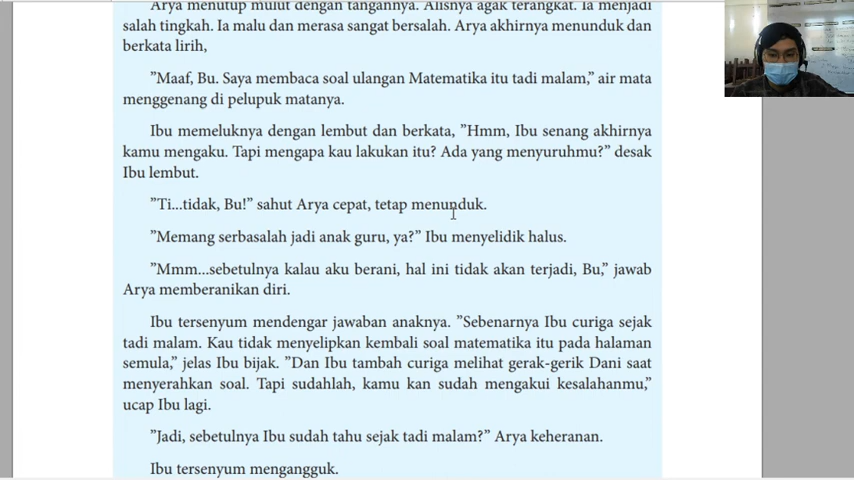 Arya menutup mulut dengan tangannya. Alisnya agak terangkat. Ia menjadi
salah tingkah. Ia malu dan merasa sangat bersalah. Arya akhirnya menunduk dan
berkata lirih,
”Maaf, Bu. Saya membaca soal ulangan Matematika itu tadi malam,” air mata
menggenang di pelupuk matanya.
Ibu memeluknya dengan lembut dan berkata, ”Hmm, Ibu senang akhirnya
kamu mengaku. Tapi mengapa kau lakukan itu? Ada yang menyuruhmu?” desak
Ibu lembut.
”Ti...tidak, Bu!” sahut Arya cepat, tetap menunduk.
”Memang serbasalah jadi anak guru, ya?” Ibu menyelidik halus.
”Mmm...sebetulnya kalau aku berani, hal ini tidak akan terjadi, Bu,” jawab
Arya memberanikan diri.
Ibu tersenyum mendengar jawaban anaknya. ”Sebenarnya Ibu curiga sejak
tadi malam. Kau tidak menyelipkan kembali soal matematika itu pada halaman
semula,” jelas Ibu bijak. ”Dan Ibu tambah curiga melihat gerak-gerik Dani saat
menyerahkan soal. Tapi sudahlah, kamu kan sudah mengakui kesalahanmu,”
ucap Ibu lagi.
”Jadi, sebetulnya Ibu sudah tahu sejak tadi malam?” Arya keheranan.
Ibu tersenyum mengangguk.